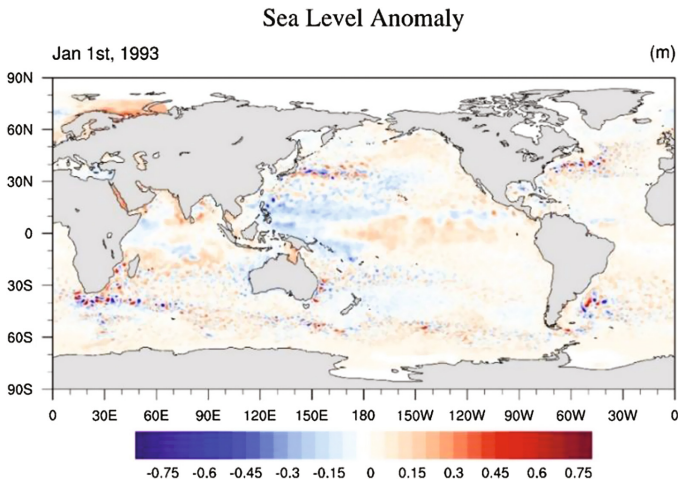 Sea Level Anomaly
Jan 1st, 1993 (m)
90N
60N
30N
0
30S
60S
90S
0 30E 60E 90E 120E 150E 180 150W 120W 90W 60W 30W 0
-0.75 -0.6 -0.45 -0.3 -0.15 0 0.15 0.3 0.45 0.6 0.75